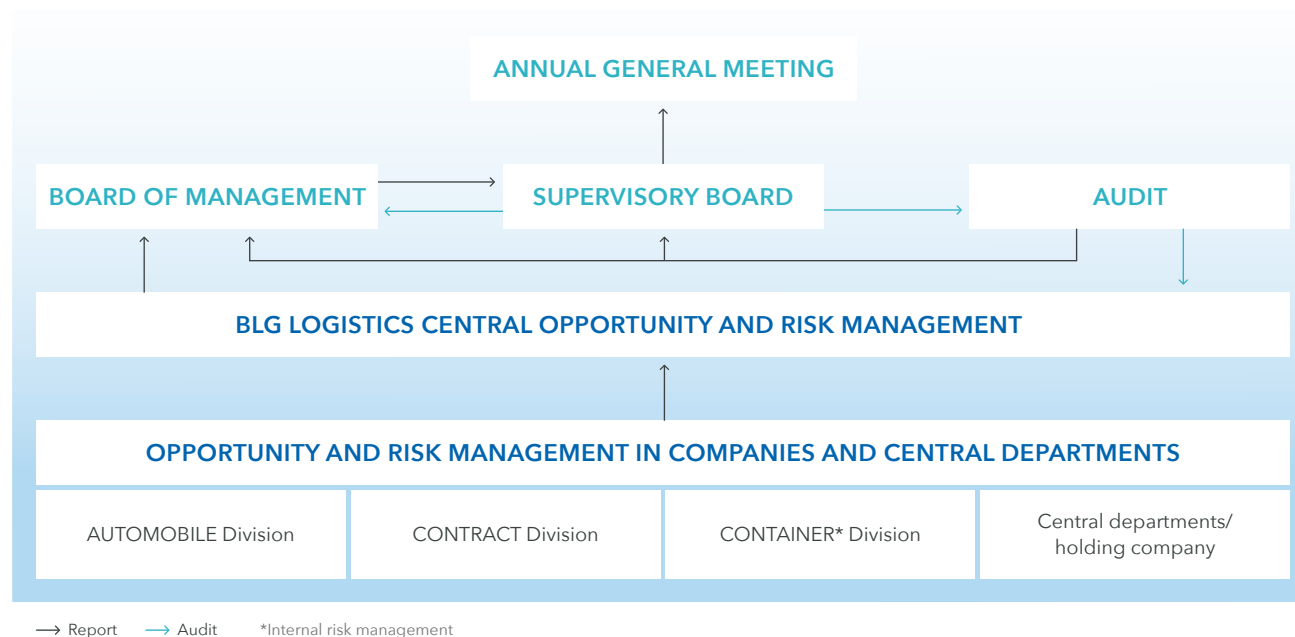 ANNUAL GENERAL MEETING
BOARD OF MANAGEMENT
SUPERVISORY BOARD
AUDIT
BLG LOGISTICS CENTRAL OPPORTUNITY AND RISK MANAGEMENT
OPPORTUNITY AND RISK MANAGEMENT IN COMPANIES AND CENTRAL DEPARTMENTS
AUTOMOBILE Division
CONTRACT Division
CONTAINER* Division
Central departments/
holding company
Report
Audit
*Internal risk management